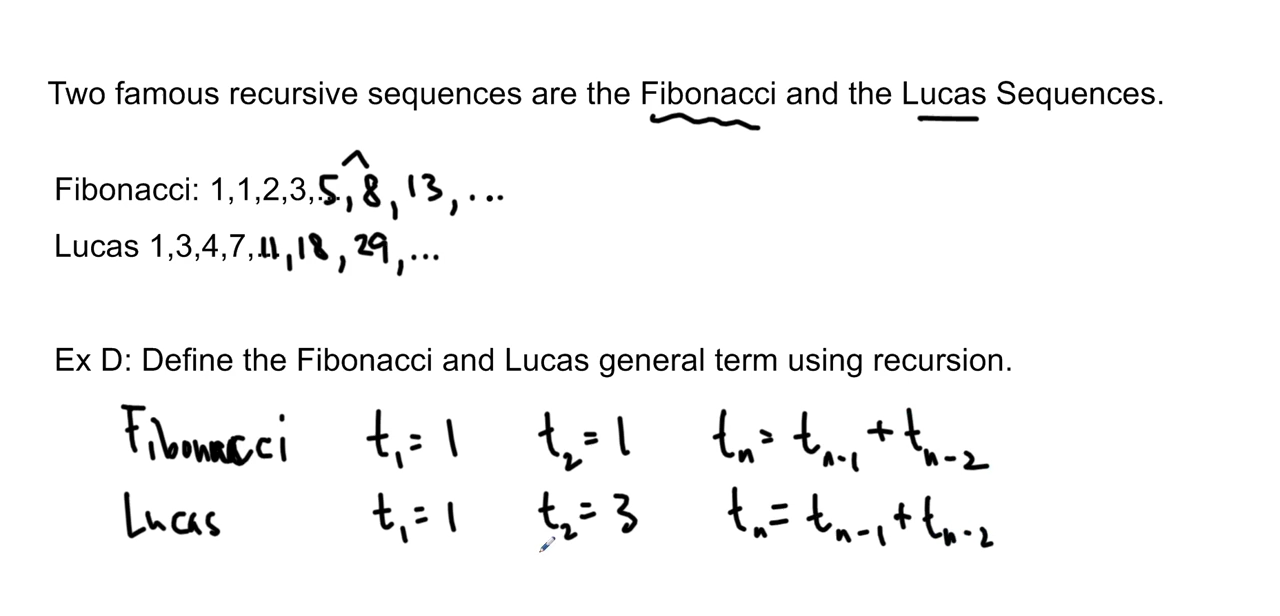 Two famous recursive sequences are the Fibonacci and the Lucas Sequences.
Fibonacci: 1,1,2,3,5,8,13,...
Lucas 1,3,4,7,11,18,29,...
Ex D: Define the Fibonacci and Lucas general term using recursion.
Fibonacci t₁=1 t₂=1 tₙ=tₙ₋₁+tₙ₋₂
Lucas t₁=1 t₂=3 tₙ=tₙ₋₁+tₙ₋₂